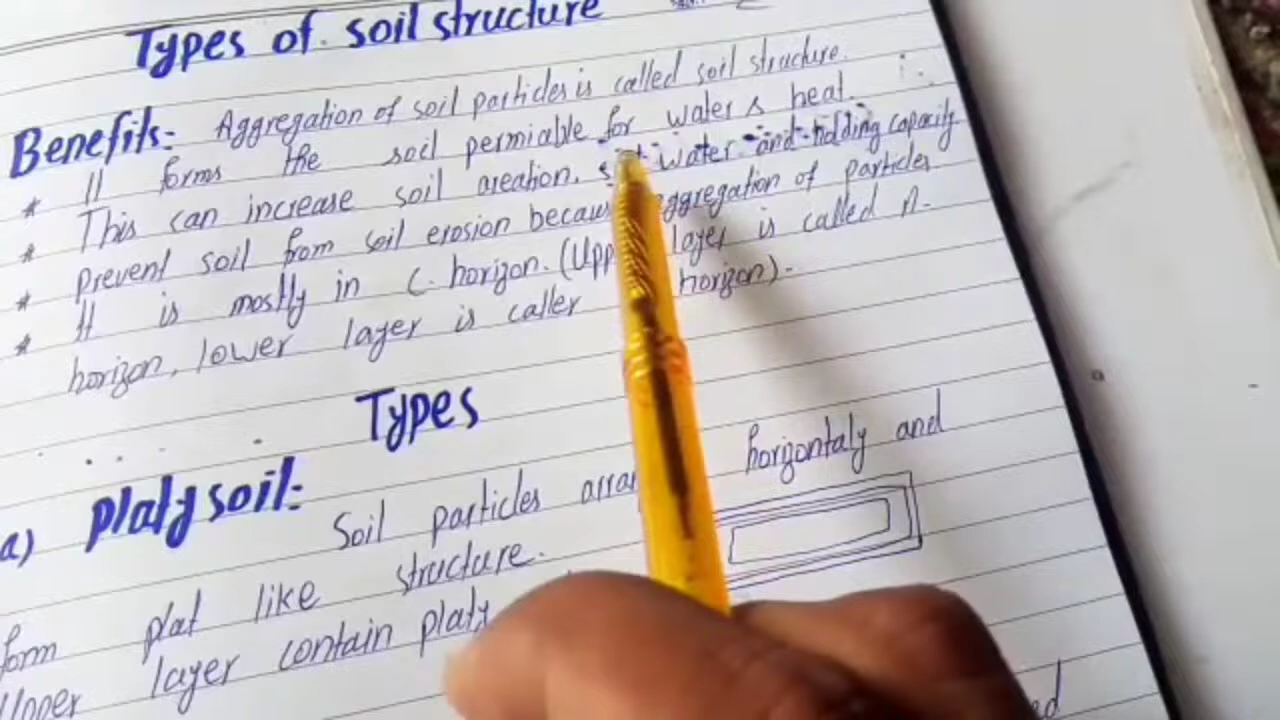 Types of soil structure
Benefits:- Aggregation of soil particles is called soil structure.
* It forms the soil permiable for water & heat.
* This can increase soil areation. water and holding capacity
* prevent soil from soil erosion because aggregation of particles
* It is mostly in C. horizon. (Upp layer is called A.
horizon, lower layer is caller horizon).
Types
a) Platy soil:- Soil particles arran horizontaly and
form plat like structure.
Upper layer contain platy